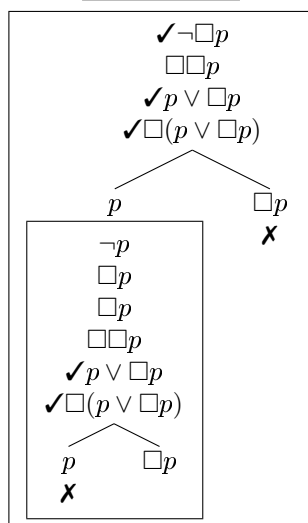 ✓¬□p
□□p
✓p ∨ □p
✓□(p ∨ □p)
p □p
✗
¬p
□p
□p
□□p
✓p ∨ □p
✓□(p ∨ □p)
p □p
✗